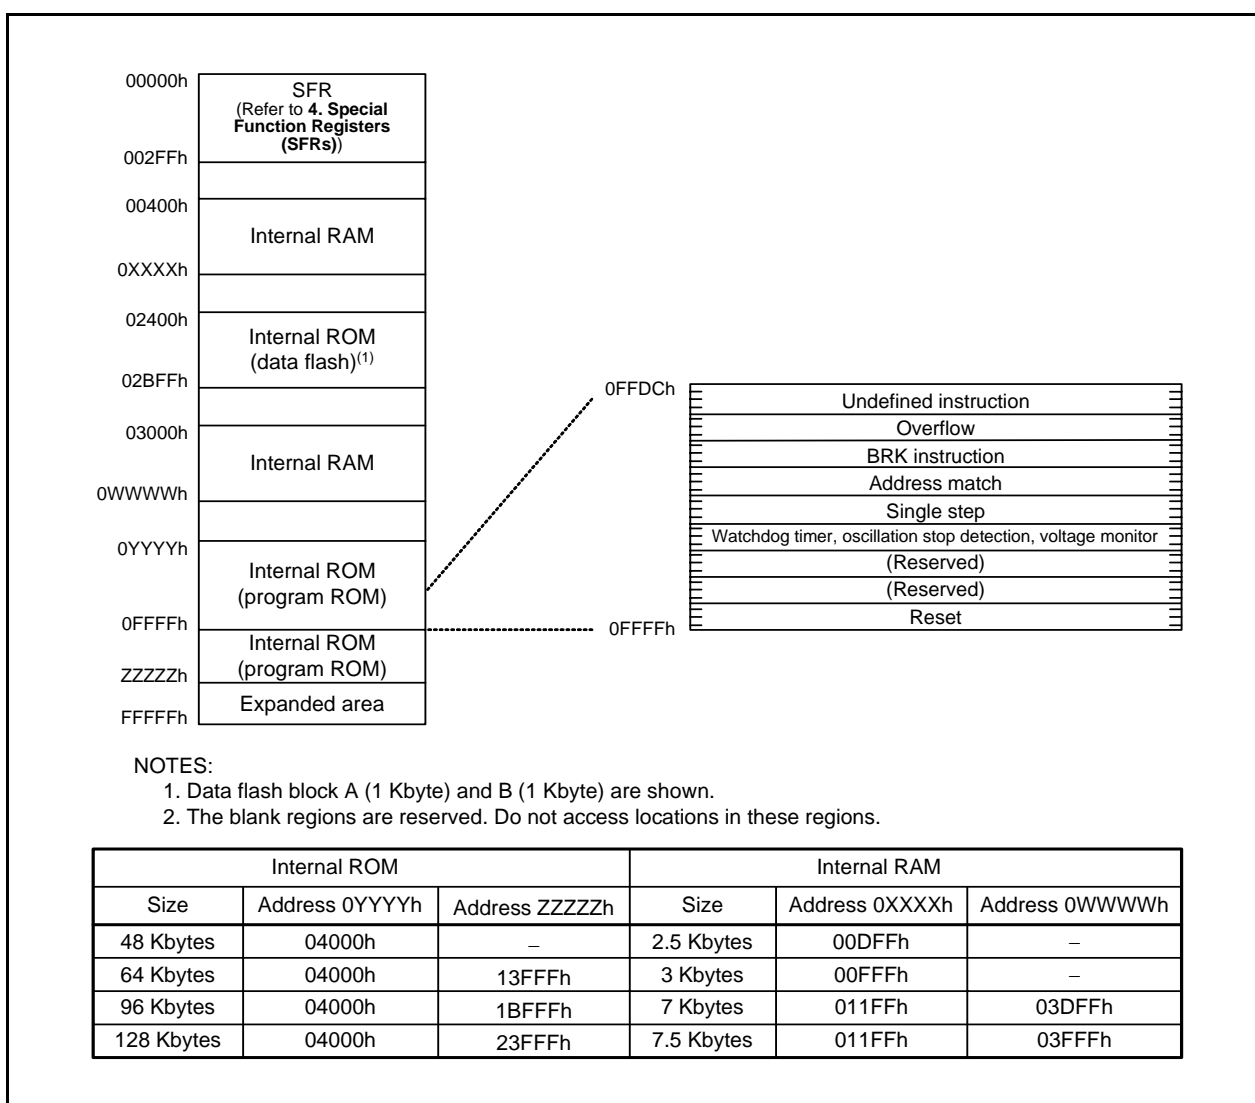 00000h
SFR
(Refer to 4. Special
Function Registers
(SFRs))
002FFh
00400h
Internal RAM
0XXXXh
02400h
Internal ROM
(data flash)(1)
02BFFh
03000h
Internal RAM
0WWWWh
0YYYYh
Internal ROM
(program ROM)
0FFFFh
Internal ROM
(program ROM)
ZZZZZh
Expanded area
FFFFFh
0FFDCh
Undefined instruction
Overflow
BRK instruction
Address match
Single step
Watchdog timer, oscillation stop detection, voltage monitor
(Reserved)
(Reserved)
Reset
0FFFFh
NOTES:
1. Data flash block A (1 Kbyte) and B (1 Kbyte) are shown.
2. The blank regions are reserved. Do not access locations in these regions.
Internal ROM Internal RAM
Size Address 0YYYYh Address ZZZZZh Size Address 0XXXXh Address 0WWWWh
48 Kbytes 04000h – 2.5 Kbytes 00DFFh –
64 Kbytes 04000h 13FFFh 3 Kbytes 00FFFh –
96 Kbytes 04000h 1BFFFh 7 Kbytes 011FFh 03DFFh
128 Kbytes 04000h 23FFFh 7.5 Kbytes 011FFh 03FFFh